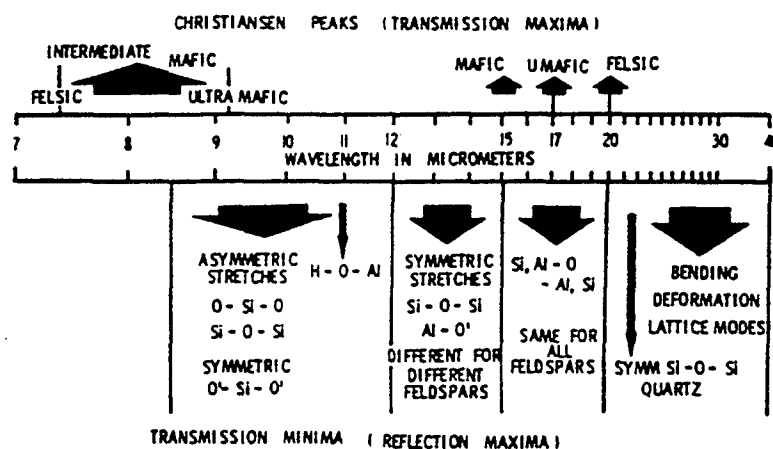 CHRISTIANSEN PEAKS (TRANSMISSION MAXIMA)
INTERMEDIATE
MAFIC
FELSIC
ULTRA MAFIC
MAFIC
UMAFIC
FELSIC
7 8 9 10 11 12 15 17 20 30 4
WAVELENGTH IN MICROMETERS
ASYMMETRIC
STRETCHES
O - Si - O
Si - O - Si
SYMMETRIC
O'- Si - O'
H - O - Al
SYMMETRIC
STRETCHES
Si - O - Si
Al - O'
DIFFERENT FOR
DIFFERENT
FELDSPARS
Si, Al - O
- Al, Si
SAME FOR
ALL
FELDSPARS
BENDING
DEFORMATION
LATTICE MODES
SYMM Si - O - Si
QUARTZ
TRANSMISSION MINIMA (REFLECTION MAXIMA)